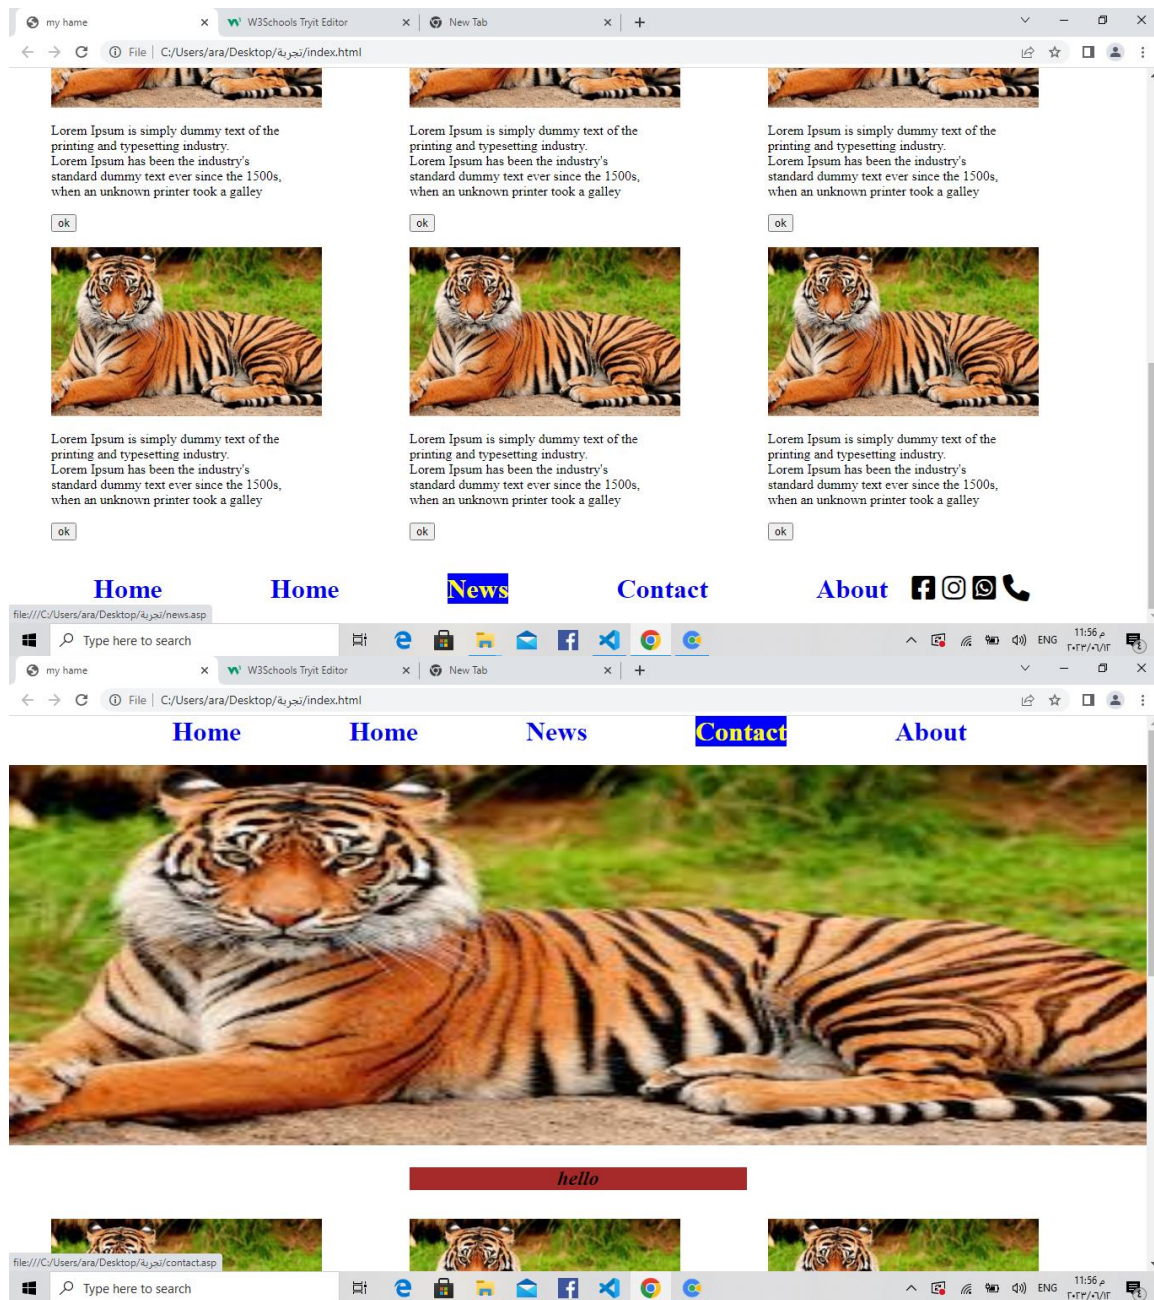 my hame
W3Schools Tryit Editor
New Tab
File | C:/Users/ara/Desktop/تجربة/index.html
Lorem Ipsum is simply dummy text of the
printing and typesetting industry.
Lorem Ipsum has been the industry's
standard dummy text ever since the 1500s,
when an unknown printer took a galley
ok
Lorem Ipsum is simply dummy text of the
printing and typesetting industry.
Lorem Ipsum has been the industry's
standard dummy text ever since the 1500s,
when an unknown printer took a galley
ok
Lorem Ipsum is simply dummy text of the
printing and typesetting industry.
Lorem Ipsum has been the industry's
standard dummy text ever since the 1500s,
when an unknown printer took a galley
ok
Lorem Ipsum is simply dummy text of the
printing and typesetting industry.
Lorem Ipsum has been the industry's
standard dummy text ever since the 1500s,
when an unknown printer took a galley
ok
Lorem Ipsum is simply dummy text of the
printing and typesetting industry.
Lorem Ipsum has been the industry's
standard dummy text ever since the 1500s,
when an unknown printer took a galley
ok
Lorem Ipsum is simply dummy text of the
printing and typesetting industry.
Lorem Ipsum has been the industry's
standard dummy text ever since the 1500s,
when an unknown printer took a galley
ok
Home Home News Contact About
file:///C:/Users/ara/Desktop/تجربة/news.asp
Type here to search
ENG
11:56 م
٢٠٢٣/٠٦/١٢
my hame
W3Schools Tryit Editor
New Tab
File | C:/Users/ara/Desktop/تجربة/index.html
Home Home News Contact About
hello
file:///C:/Users/ara/Desktop/تجربة/contact.asp
Type here to search
ENG
11:56 م
٢٠٢٣/٠٦/١٢